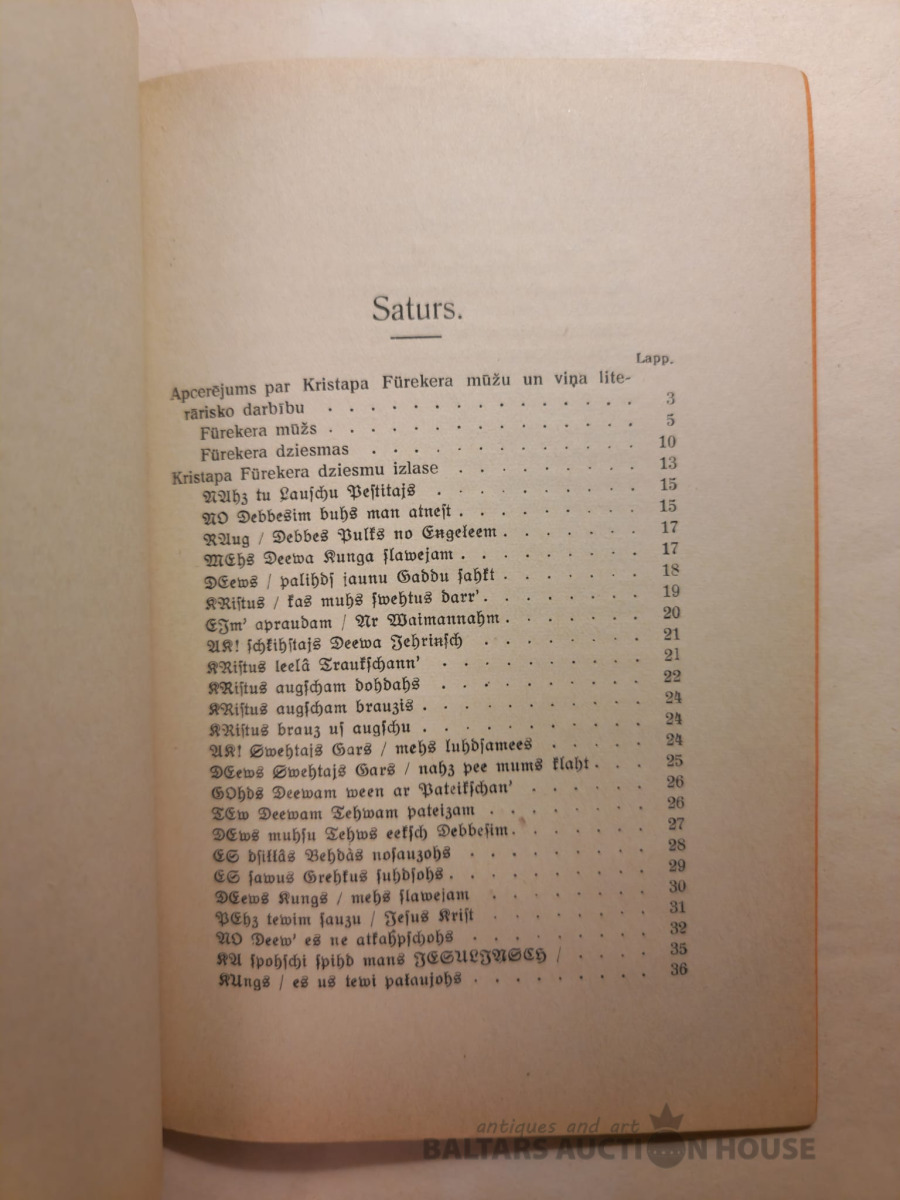 Saturs.
Lapp.
Apcerējums par Kristapa Fürekera mūžu un viņa lite-
rārisko darbību . . . . . . . . . . . . . . . 3
Fürekera mūžs . . . . . . . . . . . . . . . 5
Fürekera dziesmas . . . . . . . . . . . . . 10
Kristapa Fürekera dziesmu izlase . . . . . . . . . 13
NAhz tu Lauſchu Peſtitajs . . . . . . . . . . 15
NO Debbesim buhs man atneſt . . . . . . . . . 15
RAug / Debbes Pulks no Engeleem . . . . . . . 17
MEhs Deewa Kunga ſlawejam . . . . . . . . . 17
DEews / palihdſ jaunu Gaddu ſahkt . . . . . . . 18
KRiſtus / kas muhs ſwehtus darr' . . . . . . . . 19
EJm' apraudam / Ar Waimannahm . . . . . . . 20
AK! ſchkihſtajs Deewa Jehrinſch . . . . . . . . 21
KRiſtus leelâ Traukſchann' . . . . . . . . . . 21
KRiſtus augſcham dohdahs . . . . . . . . . . 22
KRiſtus augſcham brauzis . . . . . . . . . . . 24
KRiſtus brauz uſ augſchu . . . . . . . . . . . 24
AK! Swehtajs Gars / mehs luhdſamees . . . . . 24
DEews Swehtajs Gars / nahz pee mums klaht . . . 25
GOhds Deewam ween ar Pateikſchan' . . . . . . 26
TEw Deewam Tehwam pateizam . . . . . . . . 26
DEws muhſu Tehws eekſch Debbeſim . . . . . . . 27
ES dſillâs Behdàs noſauzohs . . . . . . . . . 28
ES ſawus Grehkus ſuhdſohs . . . . . . . . . . 29
DEews Kungs / mehs ſlawejam . . . . . . . . 30
PEhz tewim ſauzu / Jeſus Kriſt . . . . . . . . 31
NO Deew' es ne atkahpſchohs . . . . . . . . . 32
KA ſpohſchi ſpihd mans JESULJNSCH / . . . . 35
KUngs / es us tewi pałaujohs . . . . . . . . . 36
antiques and art
BALTARS AUCTION HOUSE